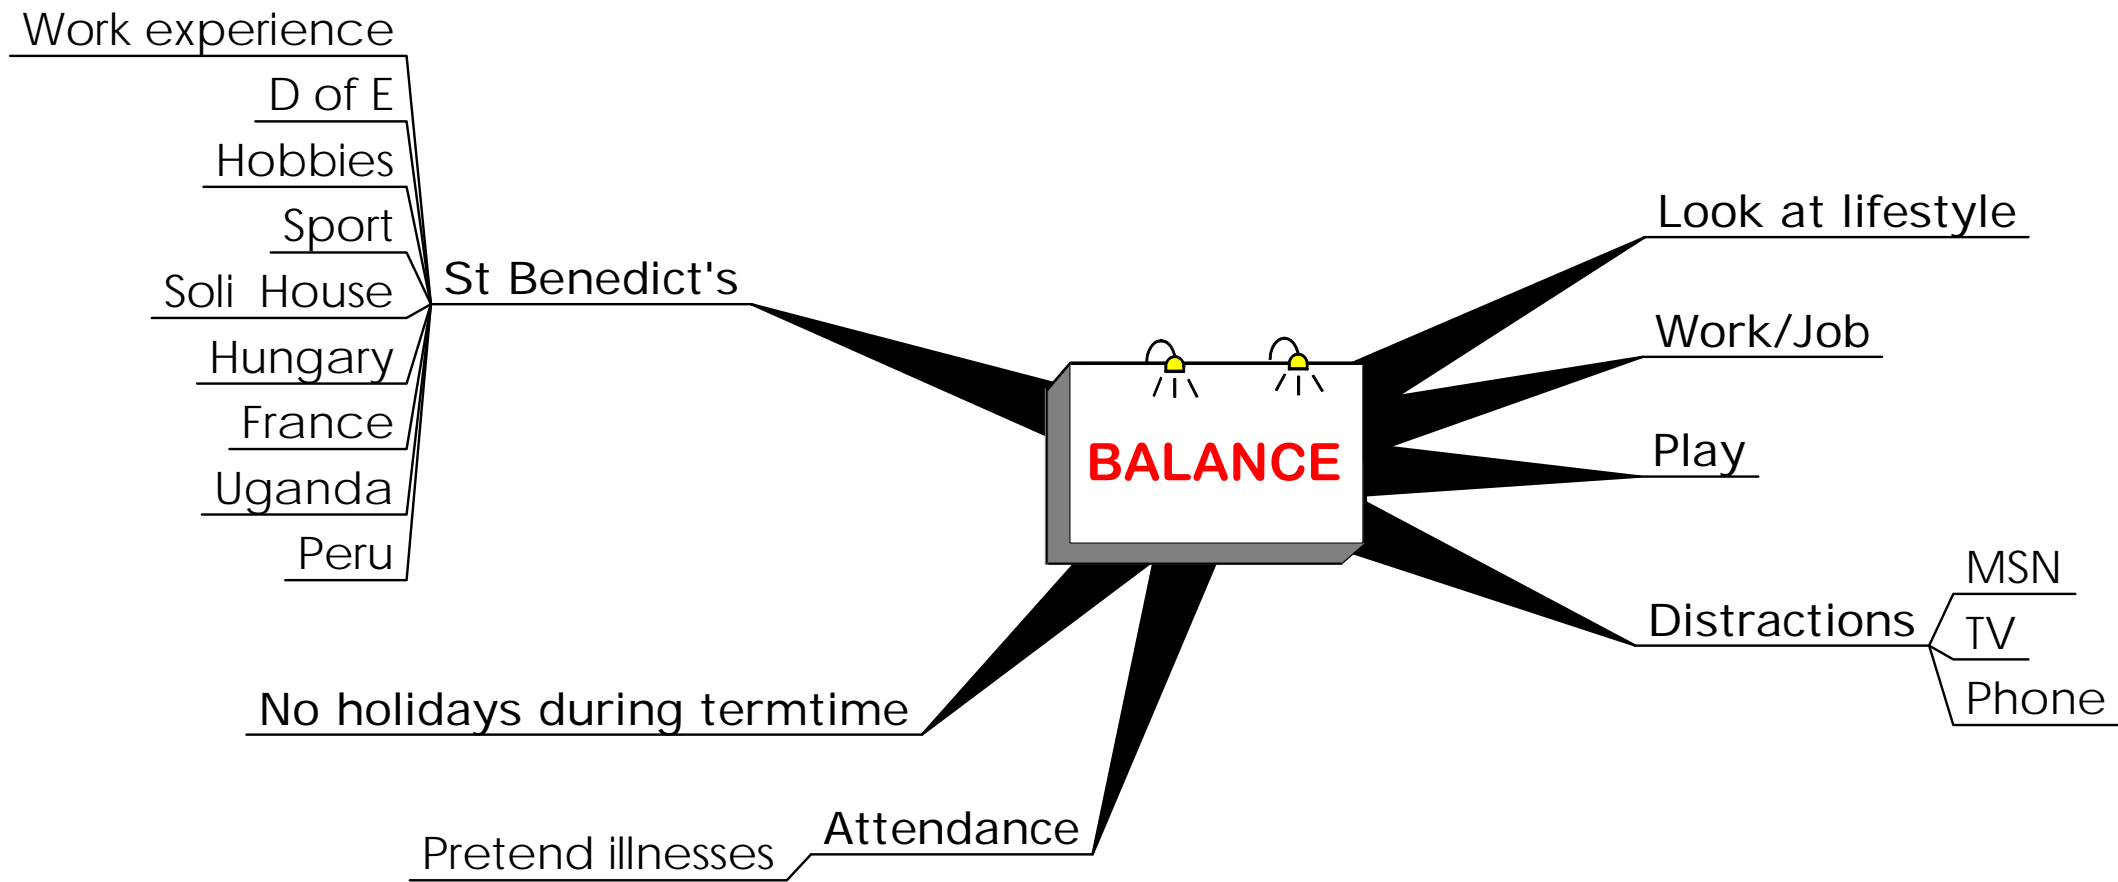 BALANCE
Look at lifestyle
Work/Job
Play
Distractions
MSN
TV
Phone
Attendance
Pretend illnesses
No holidays during termtime
St Benedict's
Work experience
D of E
Hobbies
Sport
Soli House
Hungary
France
Uganda
Peru